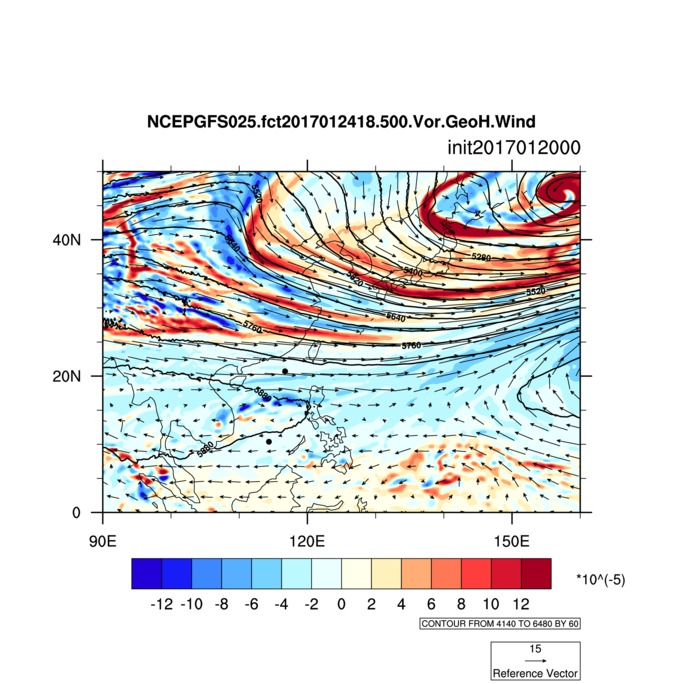 NCEPGFS025.fct2017012418.500.Vor.GeoH.Wind
init2017012000
40N
20N
0
90E 120E 150E
5520
5640
5280
5400
5520
5520
5640
5760
5760
5880
5880
-12 -10 -8 -6 -4 -2 0 2 4 6 8 10 12
*10^(-5)
CONTOUR FROM 4140 TO 6480 BY 60
15
Reference Vector